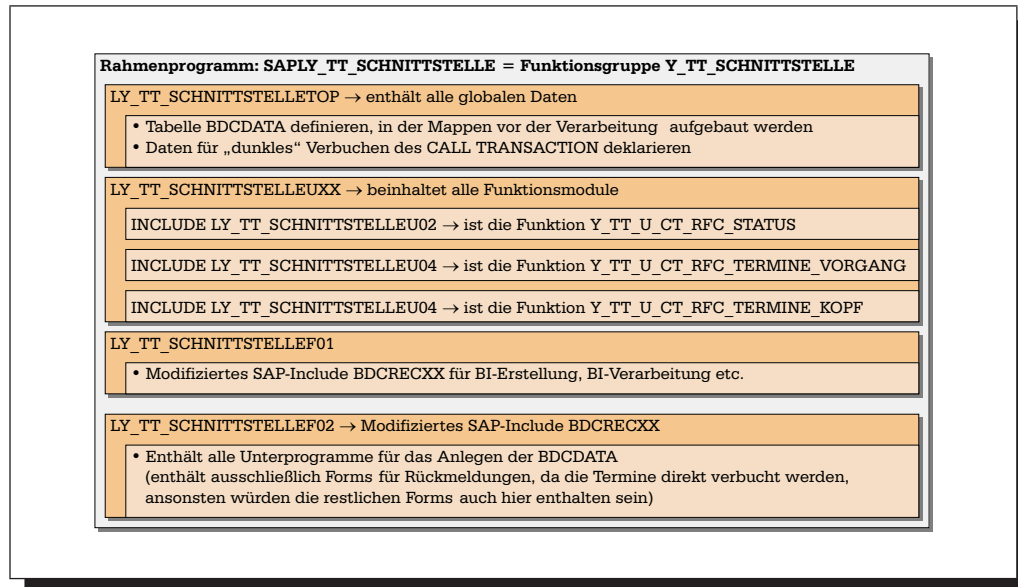 Rahmenprogramm: SAPLY_TT_SCHNITTSTELLE = Funktionsgruppe Y_TT_SCHNITTSTELLE
LY_TT_SCHNITTSTELLETOP → enthält alle globalen Daten
• Tabelle BDCDATA definieren, in der Mappen vor der Verarbeitung aufgebaut werden
• Daten für „dunkles“ Verbuchen des CALL TRANSACTION deklarieren
LY_TT_SCHNITTSTELLEUXX → beinhaltet alle Funktionsmodule
INCLUDE LY_TT_SCHNITTSTELLEU02 → ist die Funktion Y_TT_U_CT_RFC_STATUS
INCLUDE LY_TT_SCHNITTSTELLEU04 → ist die Funktion Y_TT_U_CT_RFC_TERMINE_VORGANG
INCLUDE LY_TT_SCHNITTSTELLEU04 → ist die Funktion Y_TT_U_CT_RFC_TERMINE_KOPF
LY_TT_SCHNITTSTELLEF01
• Modifiziertes SAP-Include BDCRECXX für BI-Erstellung, BI-Verarbeitung etc.
LY_TT_SCHNITTSTELLEF02 → Modifiziertes SAP-Include BDCRECXX
• Enthält alle Unterprogramme für das Anlegen der BDCDATA
(enthält ausschließlich Forms für Rückmeldungen, da die Termine direkt verbucht werden,
ansonsten würden die restlichen Forms auch hier enthalten sein)